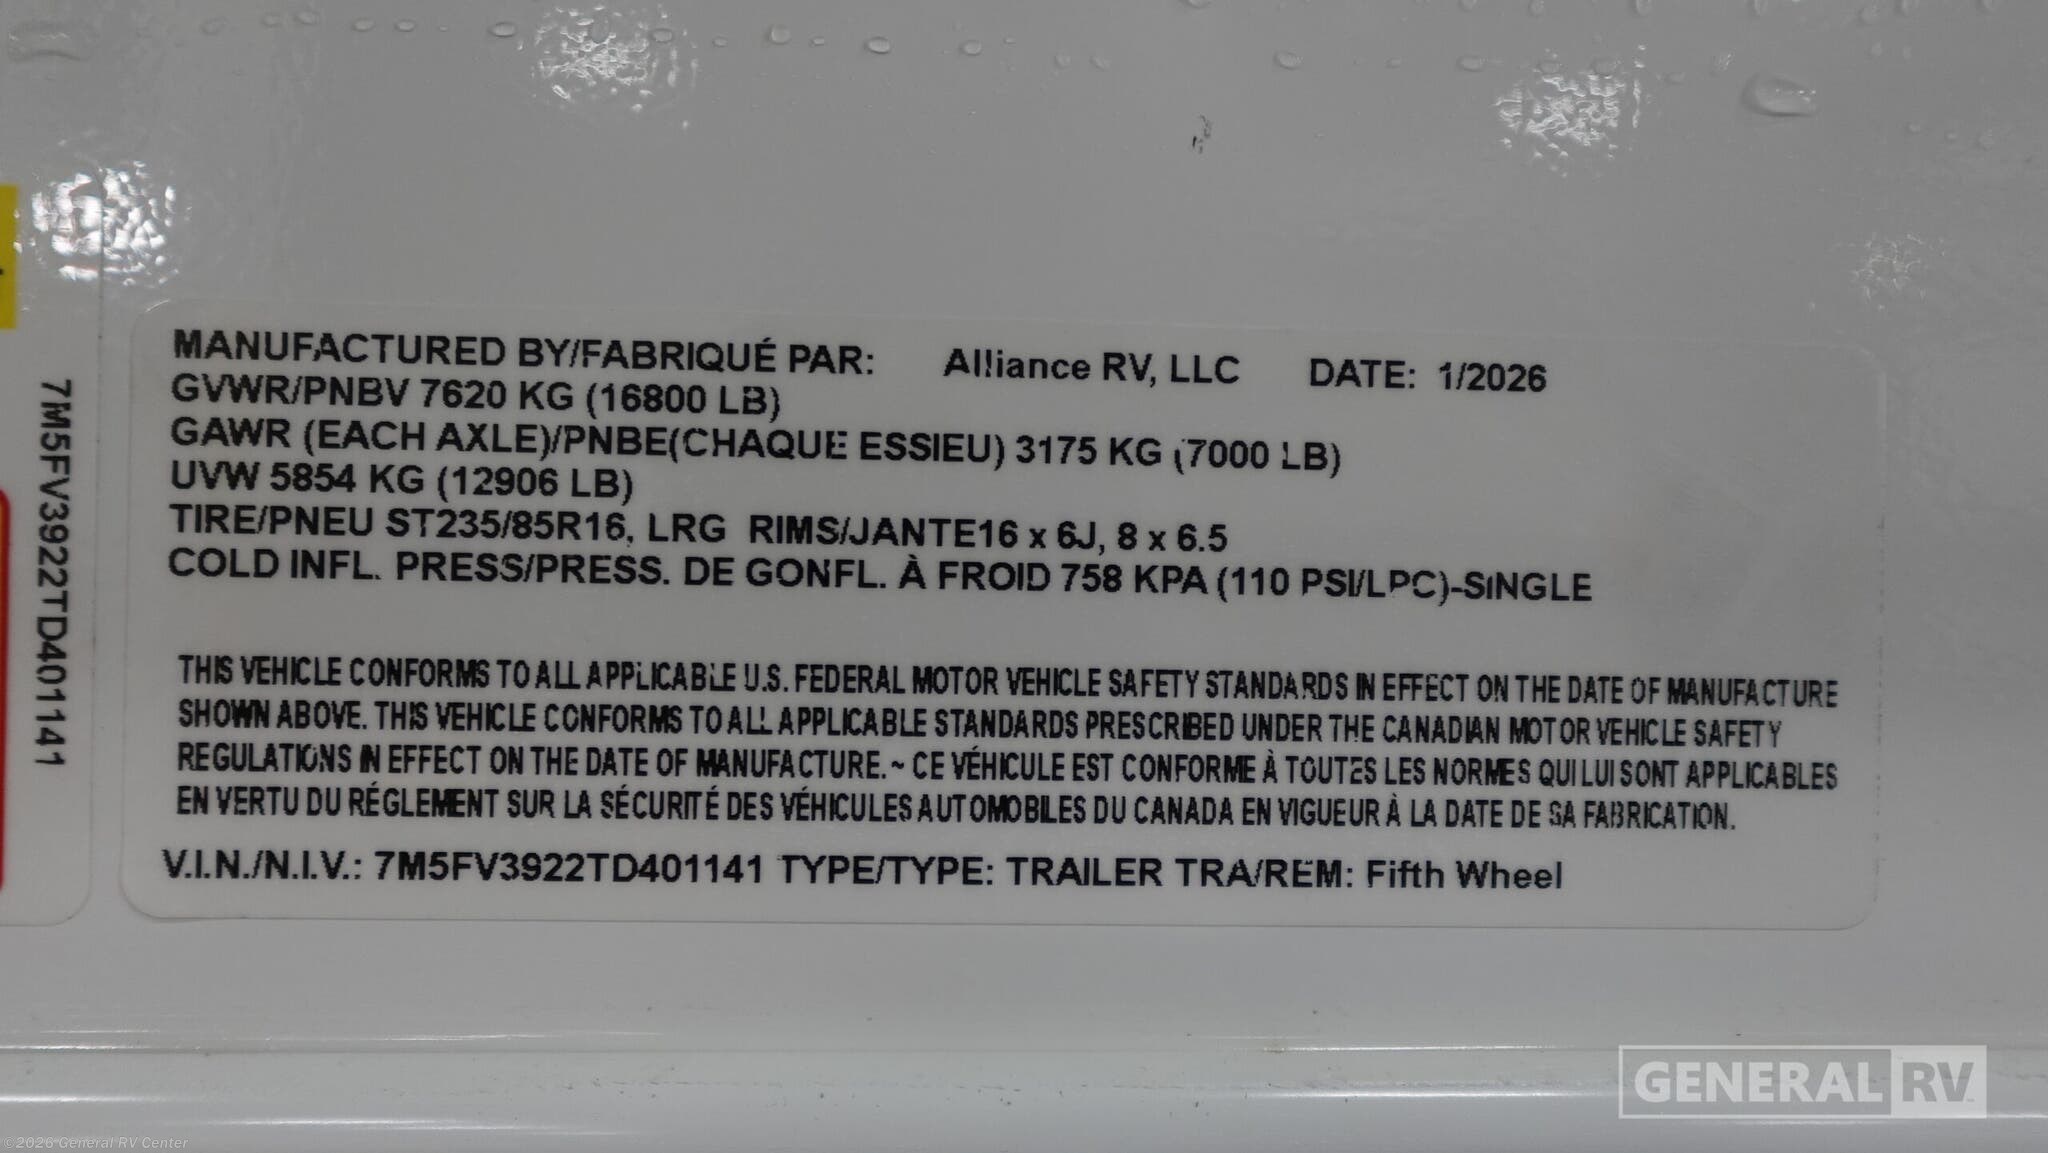 MANUFACTURED BY/FABRIQUÉ PAR: Alliance RV, LLC DATE: 1/2026
GVWR/PNBV 7620 KG (16800 LB)
GAWR (EACH AXLE)/PNBE(CHAQUE ESSIEU) 3175 KG (7000 LB)
UVW 5854 KG (12906 LB)
TIRE/PNEU ST235/85R16, LRG RIMS/JANTE16 x 6J, 8 x 6.5
COLD INFL. PRESS/PRESS. DE GONFL. À FROID 758 KPA (110 PSI/LPC)-SINGLE
THIS VEHICLE CONFORMS TO ALL APPLICABLE U.S. FEDERAL MOTOR VEHICLE SAFETY STANDARDS IN EFFECT ON THE DATE OF MANUFACTURE
SHOWN ABOVE. THIS VEHICLE CONFORMS TO ALL APPLICABLE STANDARDS PRESCRIBED UNDER THE CANADIAN MOTOR VEHICLE SAFETY
REGULATIONS IN EFFECT ON THE DATE OF MANUFACTURE. ~ CE VÉHICULE EST CONFORME À TOUTES LES NORMES QUI LUI SONT APPLICABLES
EN VERTU DU RÉGLEMENT SUR LA SÉCURITÉ DES VÉHICULES AUTOMOBILES DU CANADA EN VIGUEUR À LA DATE DE SA FABRICATION.
V.I.N./N.I.V.: 7M5FV3922TD401141 TYPE/TYPE: TRAILER TRA/REM: Fifth Wheel
7M5FV3922TD401141
GENERAL RV
©2026 General RV Center